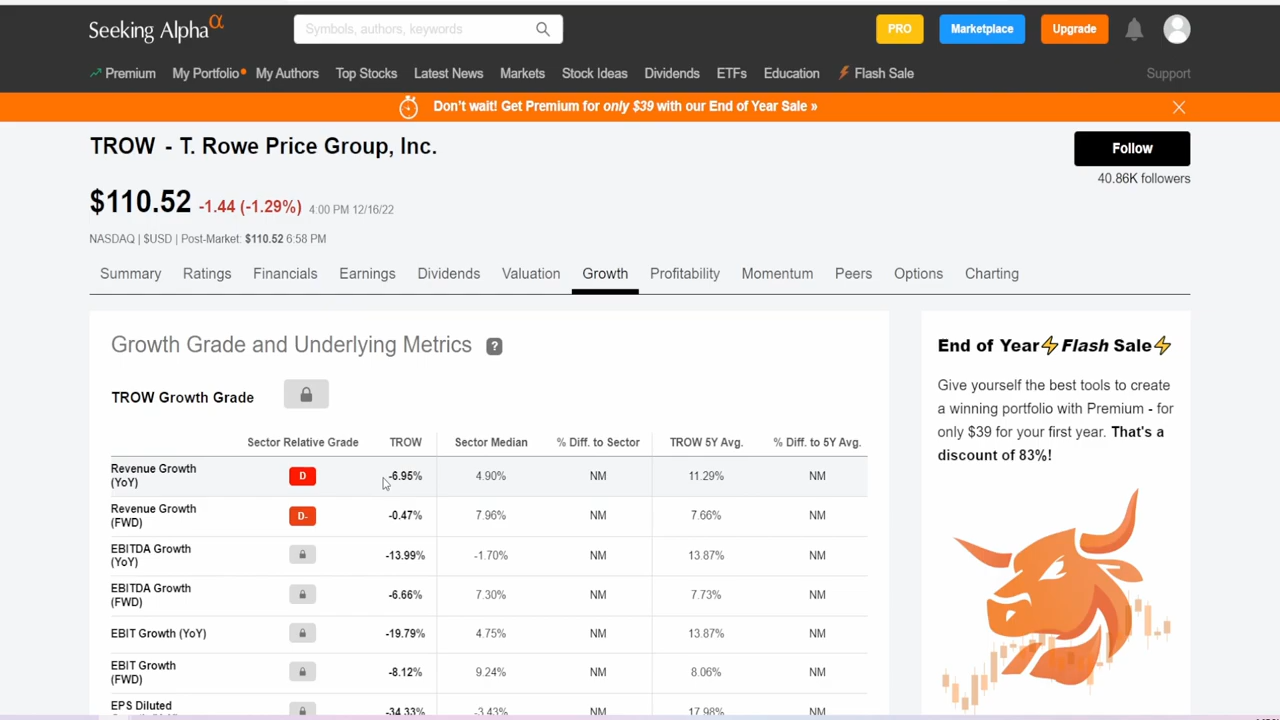 Seeking Alpha α
Symbols, authors, keywords
PRO
Marketplace
Upgrade
Premium My Portfolio My Authors Top Stocks Latest News Markets Stock Ideas Dividends ETFs Education Flash Sale Support
Don't wait! Get Premium for only $39 with our End of Year Sale »
TROW - T. Rowe Price Group, Inc.
Follow
40.86K followers
$110.52 -1.44 (-1.29%) 4:00 PM 12/16/22
NASDAQ | $USD | Post-Market: $110.52 6:58 PM
Summary Ratings Financials Earnings Dividends Valuation Growth Profitability Momentum Peers Options Charting
Growth Grade and Underlying Metrics ?
TROW Growth Grade
Sector Relative Grade TROW Sector Median % Diff. to Sector TROW 5Y Avg. % Diff. to 5Y Avg.
Revenue Growth
(YoY) D -6.95% 4.90% NM 11.29% NM
Revenue Growth
(FWD) D- -0.47% 7.96% NM 7.66% NM
EBITDA Growth
(YoY) -13.99% -1.70% NM 13.87% NM
EBITDA Growth
(FWD) -6.66% 7.30% NM 7.73% NM
EBIT Growth (YoY) -19.79% 4.75% NM 13.87% NM
EBIT Growth
(FWD) -8.12% 9.24% NM 8.06% NM
EPS Diluted
-34.33% -3.43% NM 17.98% NM
End of Year⚡Flash Sale⚡
Give yourself the best tools to create
a winning portfolio with Premium - for
only $39 for your first year. That's a
discount of 83%!